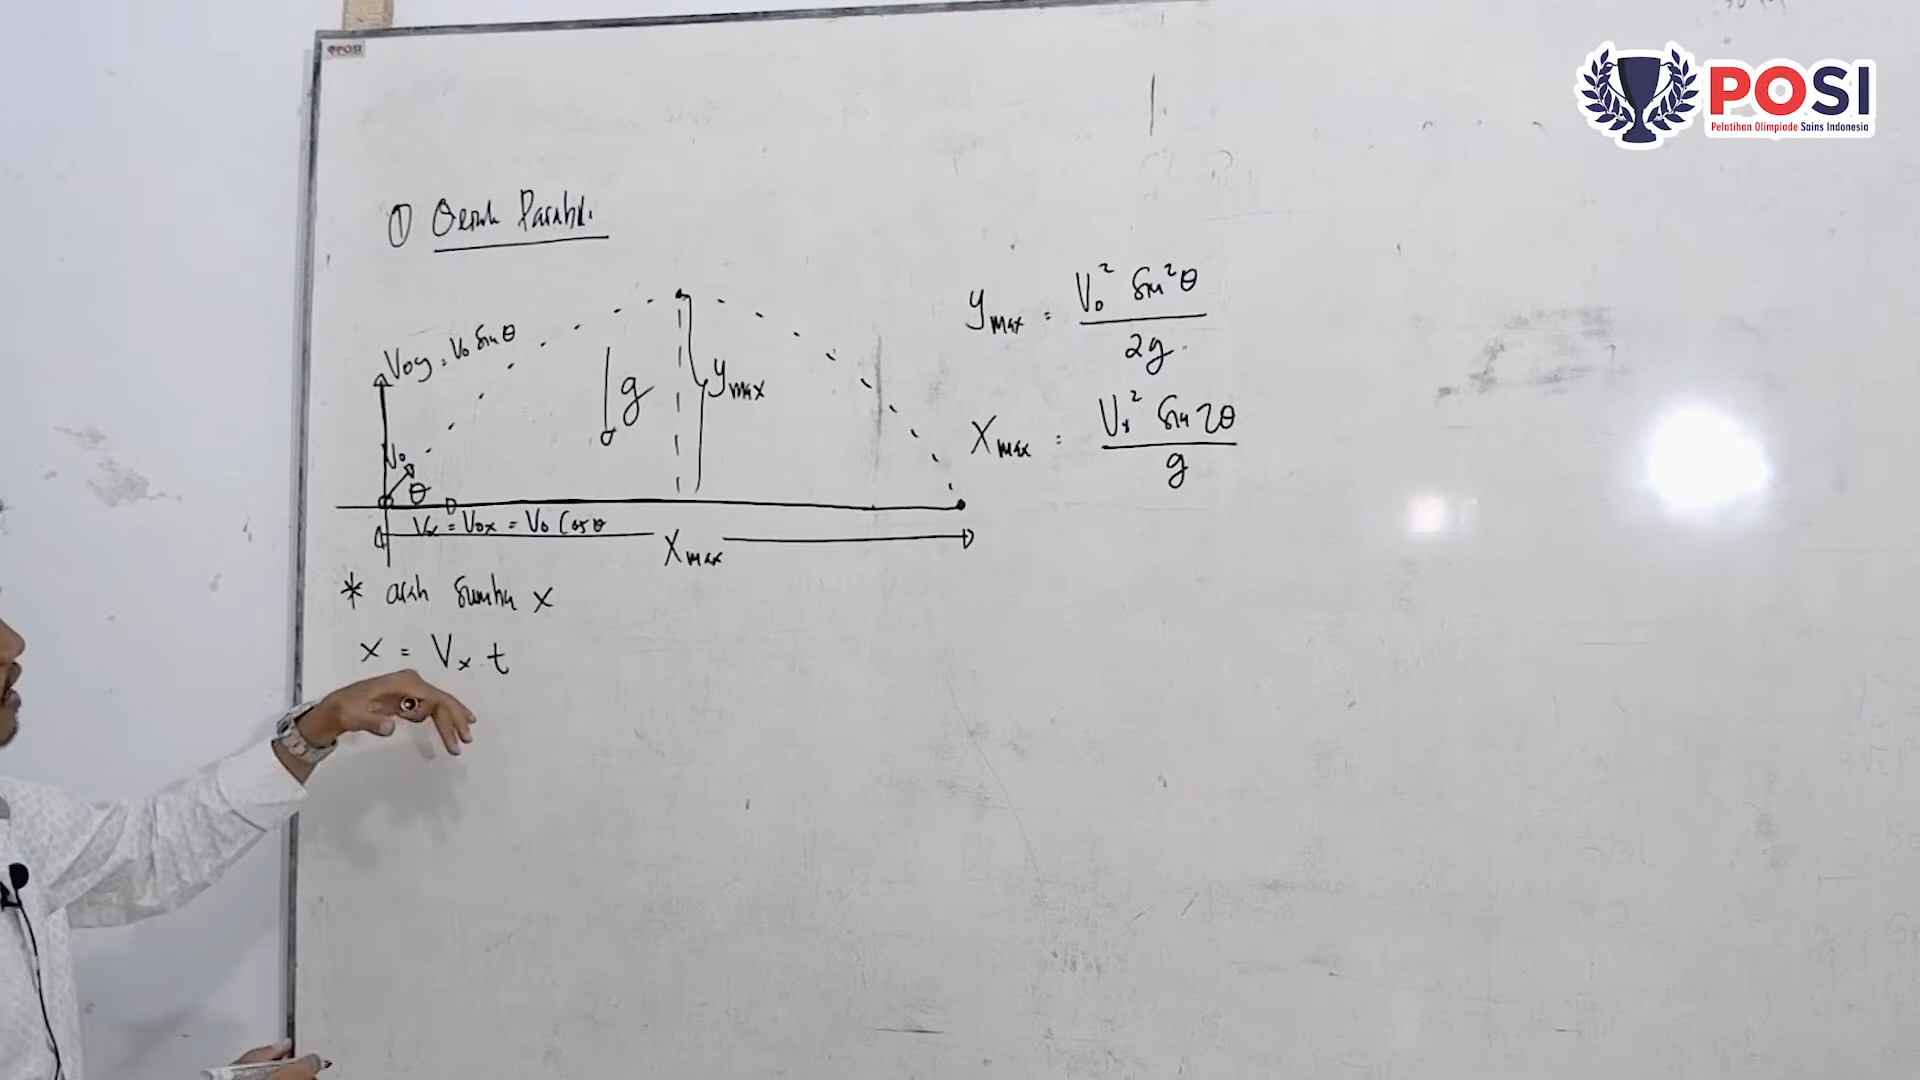 POSI
POSI
Pelatihan Olimpiade Sains Indonesia
① Gerak Parabola
Voy = Vo Sin θ
Vo
θ
g
ymax
Vx = Vox = Vo Cos θ
Xmax
ymax = Vo² Sin²θ / 2g
Xmax = Vo² Sin 2θ / g
* arah Sumbu x
x = Vx t